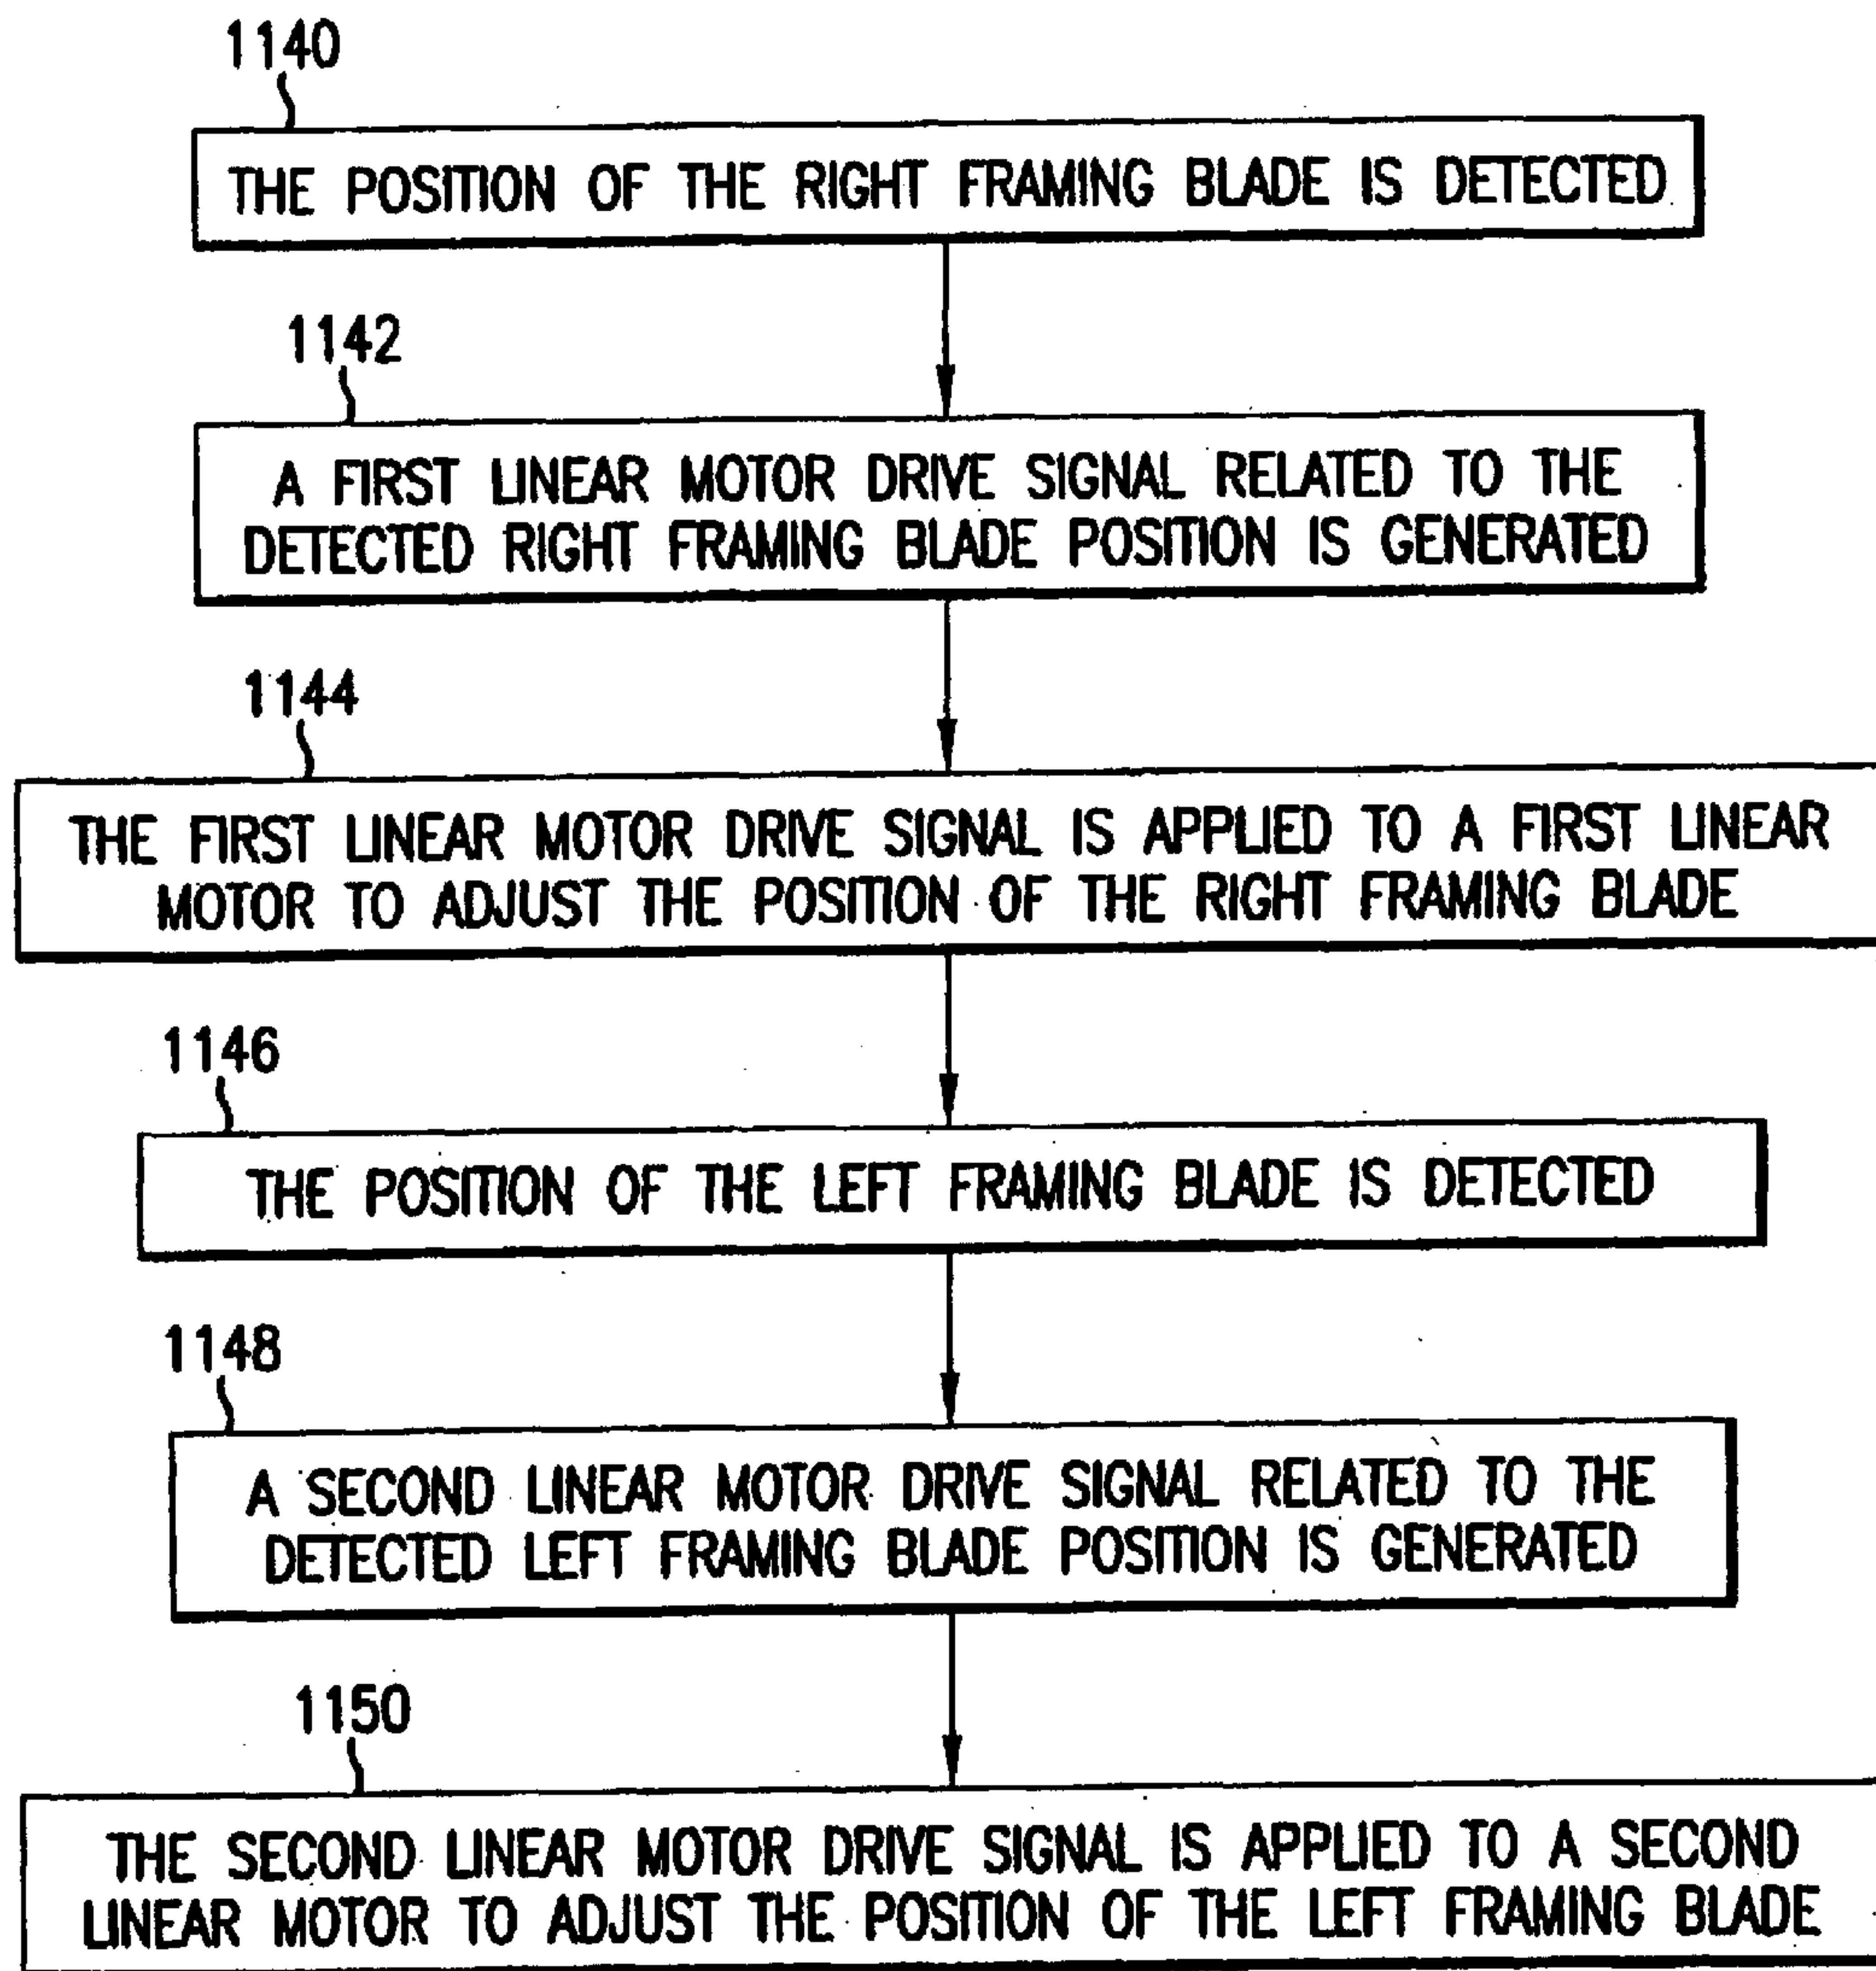 1140
THE POSITION OF THE RIGHT FRAMING BLADE IS DETECTED
1142
A FIRST LINEAR MOTOR DRIVE SIGNAL RELATED TO THE
DETECTED RIGHT FRAMING BLADE POSITION IS GENERATED
1144
THE FIRST LINEAR MOTOR DRIVE SIGNAL IS APPLIED TO A FIRST LINEAR
MOTOR TO ADJUST THE POSITION OF THE RIGHT FRAMING BLADE
1146
THE POSITION OF THE LEFT FRAMING BLADE IS DETECTED
1148
A SECOND LINEAR MOTOR DRIVE SIGNAL RELATED TO THE
DETECTED LEFT FRAMING BLADE POSITION IS GENERATED
1150
THE SECOND LINEAR MOTOR DRIVE SIGNAL IS APPLIED TO A SECOND
LINEAR MOTOR TO ADJUST THE POSITION OF THE LEFT FRAMING BLADE